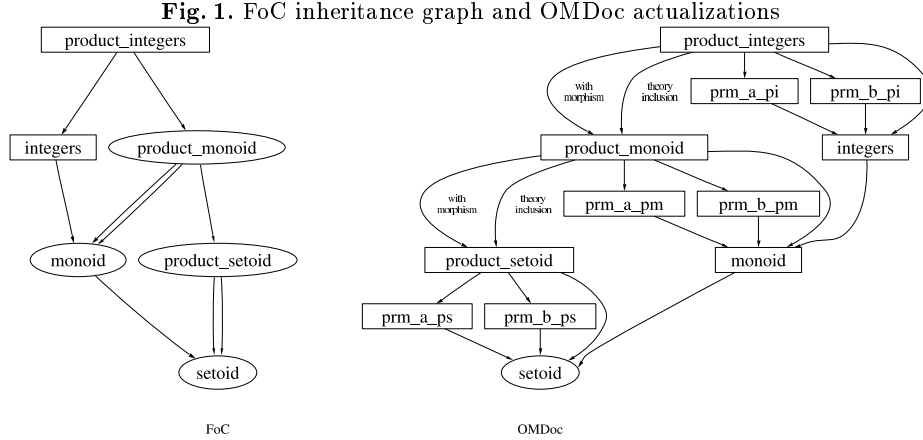 Fig. 1. FoC inheritance graph and OMDoc actualizations
product_integers
integers
product_monoid
monoid
product_setoid
setoid
FoC
product_integers
with
morphism
theory
inclusion
prm_a_pi
prm_b_pi
product_monoid
integers
with
morphism
theory
inclusion
prm_a_pm
prm_b_pm
product_setoid
monoid
prm_a_ps
prm_b_ps
setoid
OMDoc